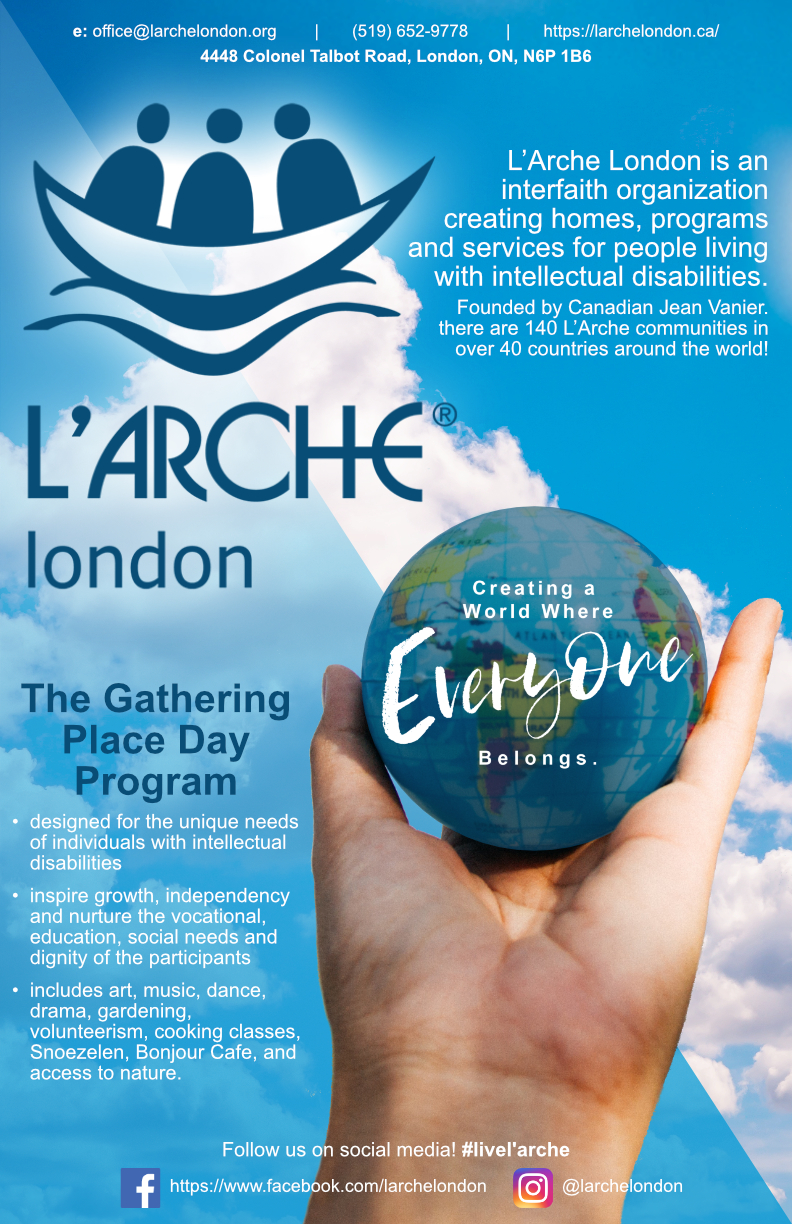 e: office@larchelondon.org | (519) 652-9778 | https://larchelondon.ca/
4448 Colonel Talbot Road, London, ON, N6P 1B6
L'Arche London is an
interfaith organization
creating homes, programs
and services for people living
with intellectual disabilities.
Founded by Canadian Jean Vanier.
there are 140 L'Arche communities in
over 40 countries around the world!
L'ARCHE®
london
Creating a
World Where
Everyone
Belongs.
The Gathering
Place Day
Program
• designed for the unique needs
of individuals with intellectual
disabilities
• inspire growth, independency
and nurture the vocational,
education, social needs and
dignity of the participants
• includes art, music, dance,
drama, gardening,
volunteerism, cooking classes,
Snoezelen, Bonjour Cafe, and
access to nature.
Follow us on social media! #livel'arche
https://www.facebook.com/larchelondon @larchelondon